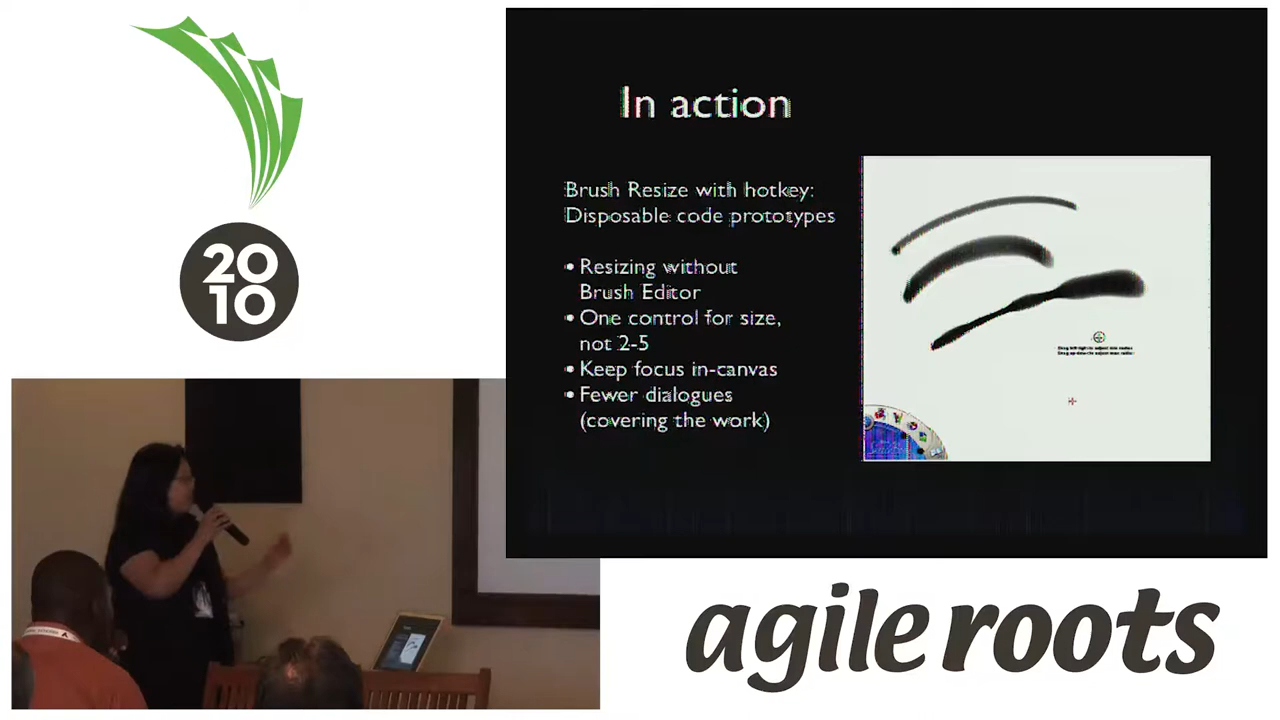 20
10
In action
Brush Resize with hotkey:
Disposable code prototypes
• Resizing without
Brush Editor
• One control for size,
not 2-5
• Keep focus in-canvas
• Fewer dialogues
(covering the work)
agile roots